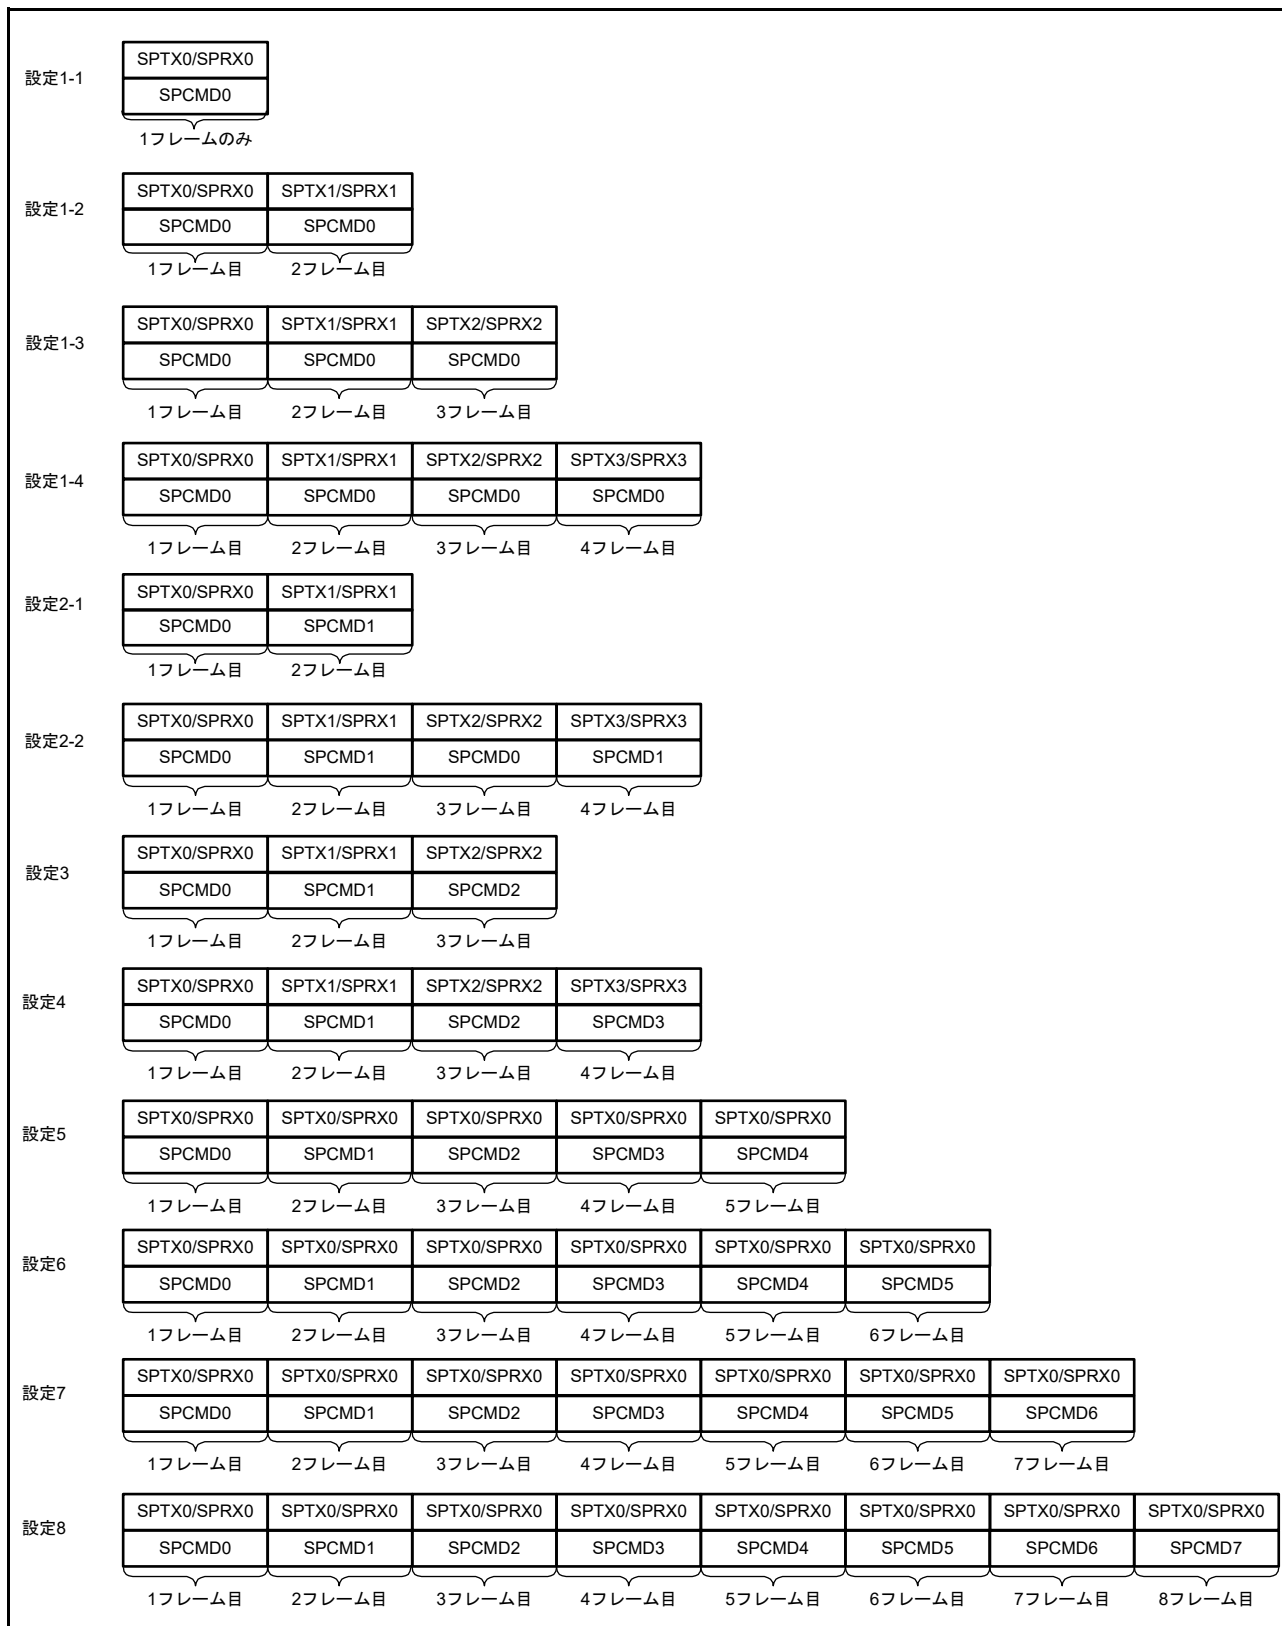 設定1-1
SPTX0/SPRX0
SPCMD0
1フレームのみ
設定1-2
SPTX0/SPRX0 SPTX1/SPRX1
SPCMD0 SPCMD0
1フレーム目 2フレーム目
設定1-3
SPTX0/SPRX0 SPTX1/SPRX1 SPTX2/SPRX2
SPCMD0 SPCMD0 SPCMD0
1フレーム目 2フレーム目 3フレーム目
設定1-4
SPTX0/SPRX0 SPTX1/SPRX1 SPTX2/SPRX2 SPTX3/SPRX3
SPCMD0 SPCMD0 SPCMD0 SPCMD0
1フレーム目 2フレーム目 3フレーム目 4フレーム目
設定2-1
SPTX0/SPRX0 SPTX1/SPRX1
SPCMD0 SPCMD1
1フレーム目 2フレーム目
設定2-2
SPTX0/SPRX0 SPTX1/SPRX1 SPTX2/SPRX2 SPTX3/SPRX3
SPCMD0 SPCMD1 SPCMD0 SPCMD1
1フレーム目 2フレーム目 3フレーム目 4フレーム目
設定3
SPTX0/SPRX0 SPTX1/SPRX1 SPTX2/SPRX2
SPCMD0 SPCMD1 SPCMD2
1フレーム目 2フレーム目 3フレーム目
設定4
SPTX0/SPRX0 SPTX1/SPRX1 SPTX2/SPRX2 SPTX3/SPRX3
SPCMD0 SPCMD1 SPCMD2 SPCMD3
1フレーム目 2フレーム目 3フレーム目 4フレーム目
設定5
SPTX0/SPRX0 SPTX0/SPRX0 SPTX0/SPRX0 SPTX0/SPRX0 SPTX0/SPRX0
SPCMD0 SPCMD1 SPCMD2 SPCMD3 SPCMD4
1フレーム目 2フレーム目 3フレーム目 4フレーム目 5フレーム目
設定6
SPTX0/SPRX0 SPTX0/SPRX0 SPTX0/SPRX0 SPTX0/SPRX0 SPTX0/SPRX0 SPTX0/SPRX0
SPCMD0 SPCMD1 SPCMD2 SPCMD3 SPCMD4 SPCMD5
1フレーム目 2フレーム目 3フレーム目 4フレーム目 5フレーム目 6フレーム目
設定7
SPTX0/SPRX0 SPTX0/SPRX0 SPTX0/SPRX0 SPTX0/SPRX0 SPTX0/SPRX0 SPTX0/SPRX0 SPTX0/SPRX0
SPCMD0 SPCMD1 SPCMD2 SPCMD3 SPCMD4 SPCMD5 SPCMD6
1フレーム目 2フレーム目 3フレーム目 4フレーム目 5フレーム目 6フレーム目 7フレーム目
設定8
SPTX0/SPRX0 SPTX0/SPRX0 SPTX0/SPRX0 SPTX0/SPRX0 SPTX0/SPRX0 SPTX0/SPRX0 SPTX0/SPRX0 SPTX0/SPRX0
SPCMD0 SPCMD1 SPCMD2 SPCMD3 SPCMD4 SPCMD5 SPCMD6 SPCMD7
1フレーム目 2フレーム目 3フレーム目 4フレーム目 5フレーム目 6フレーム目 7フレーム目 8フレーム目